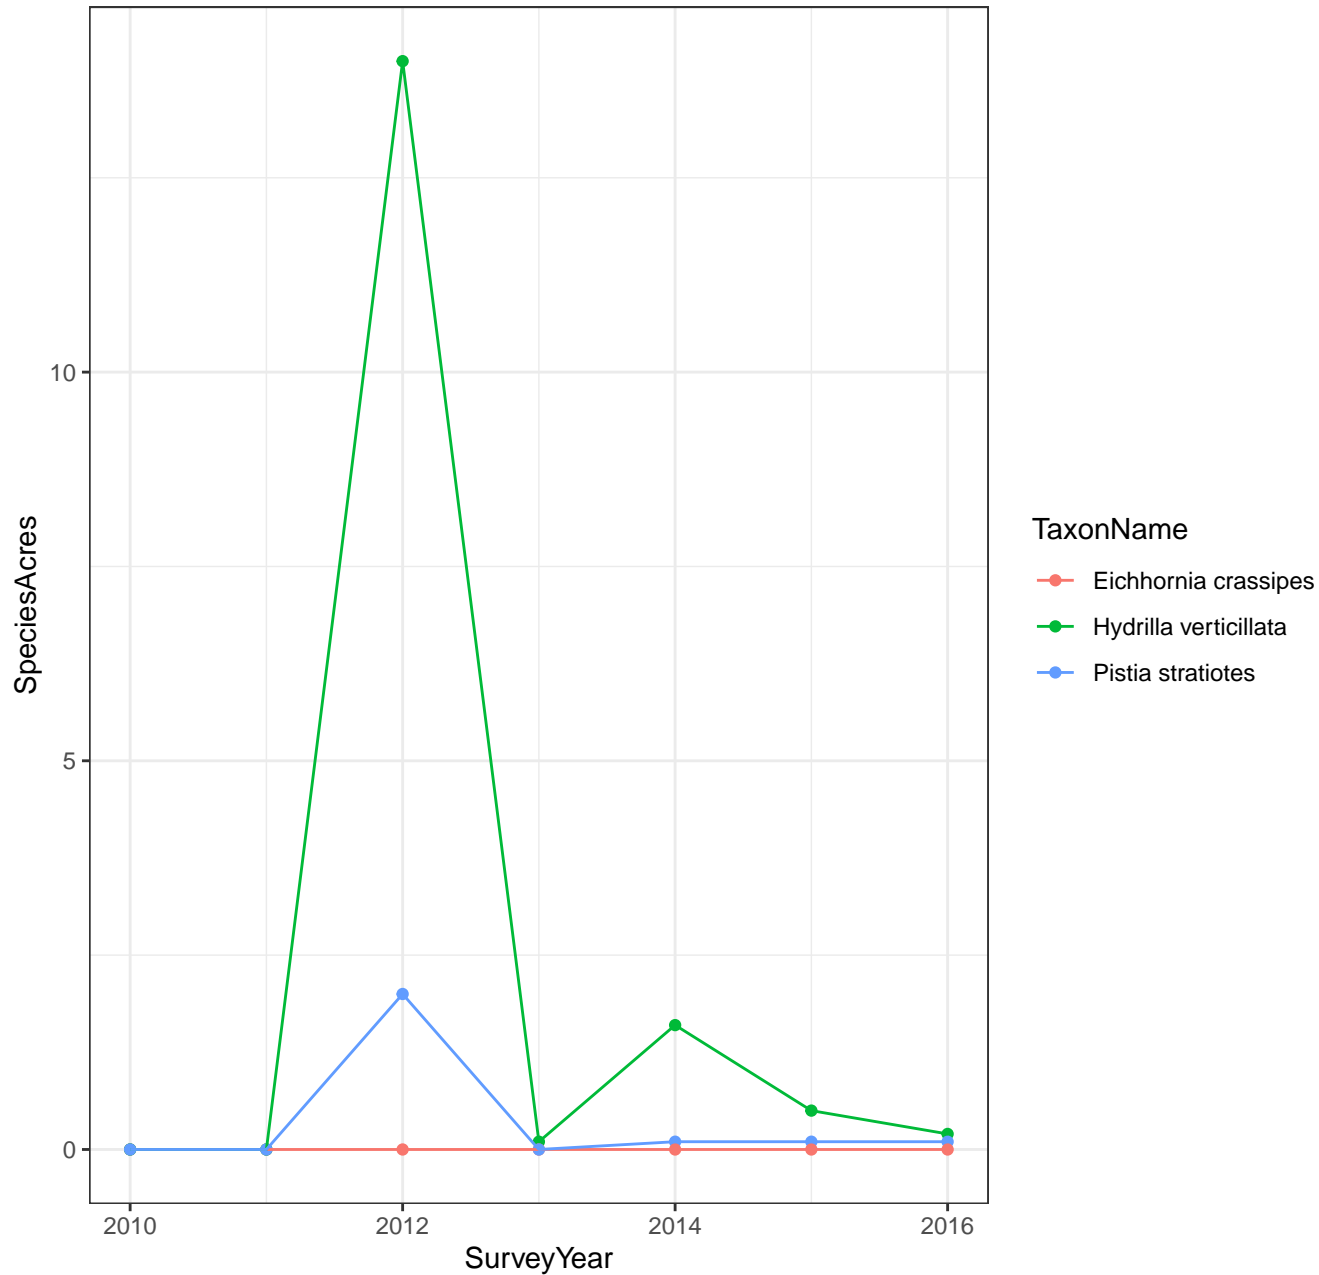 SpeciesAcres
10
5
0
2010 2012 2014 2016
SurveyYear
TaxonName
Eichhornia crassipes
Hydrilla verticillata
Pistia stratiotes